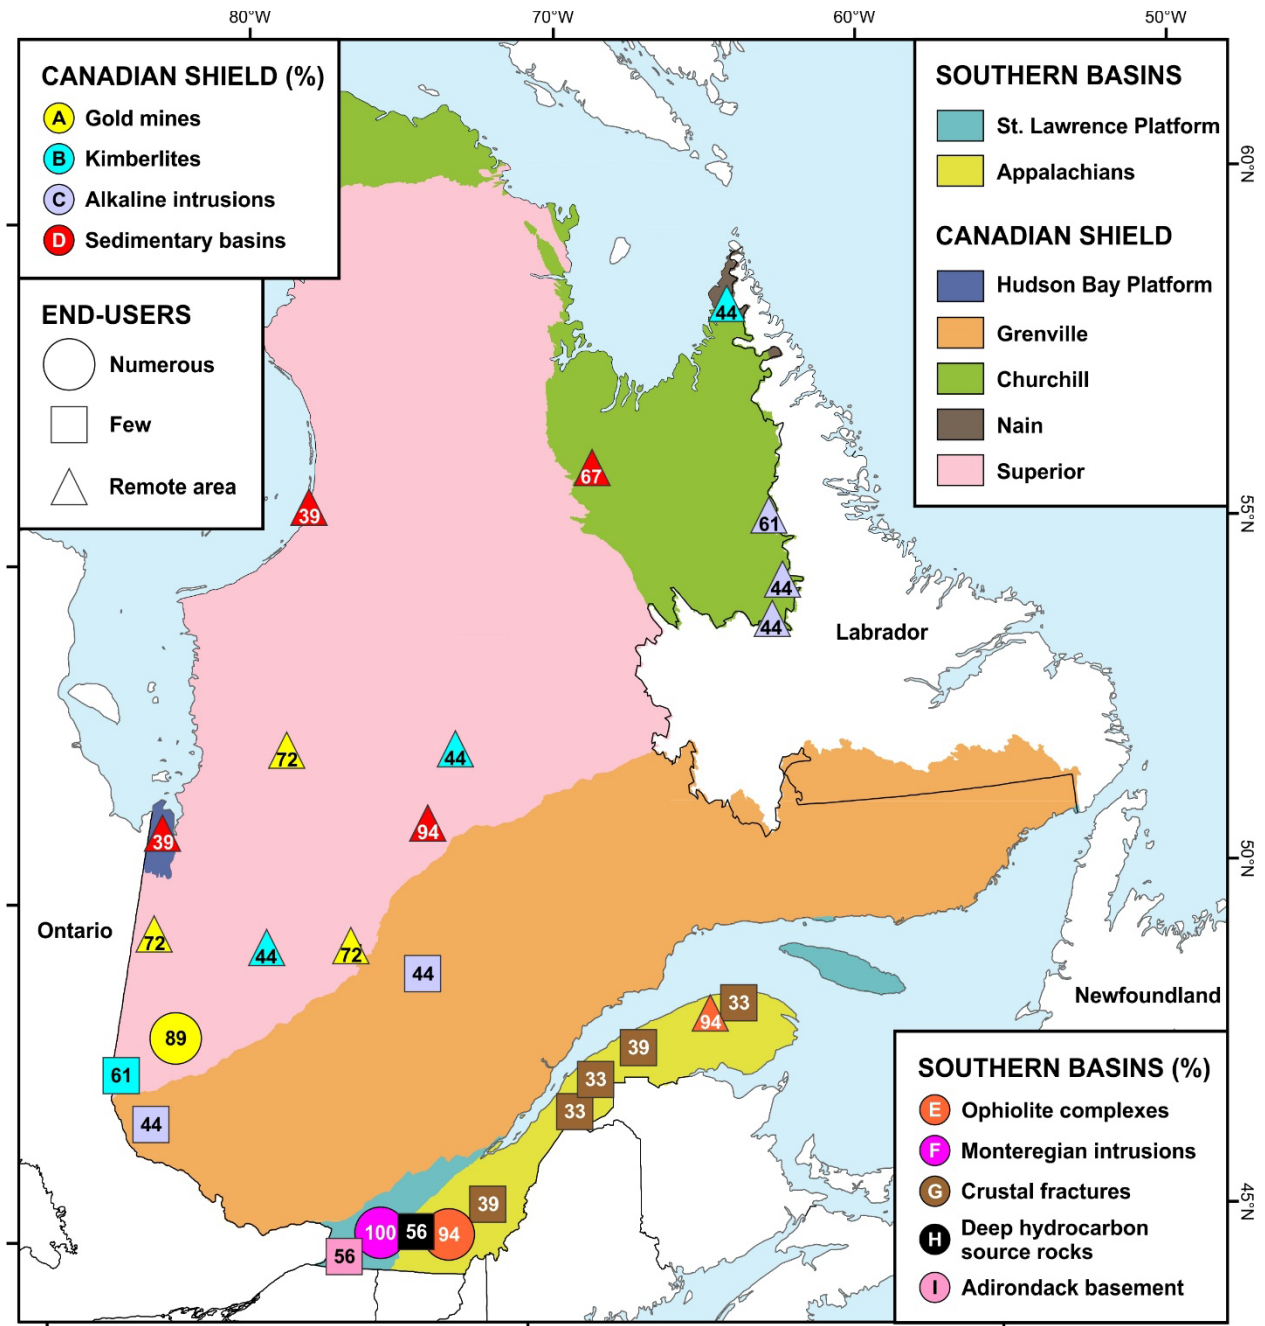 80°W
70°W
60°W
50°W
CANADIAN SHIELD (%)
A Gold mines
B Kimberlites
C Alkaline intrusions
D Sedimentary basins
END-USERS
Numerous
Few
Remote area
SOUTHERN BASINS
St. Lawrence Platform
Appalachians
CANADIAN SHIELD
Hudson Bay Platform
Grenville
Churchill
Nain
Superior
60°N
55°N
50°N
45°N
44
67
39
61
44
44
Labrador
72
44
39
94
Ontario
72
44
72
44
Newfoundland
89
33
94
39
61
33
33
44
39
100
56
94
56
SOUTHERN BASINS (%)
E Ophiolite complexes
F Monteregian intrusions
G Crustal fractures
H Deep hydrocarbon
source rocks
I Adirondack basement